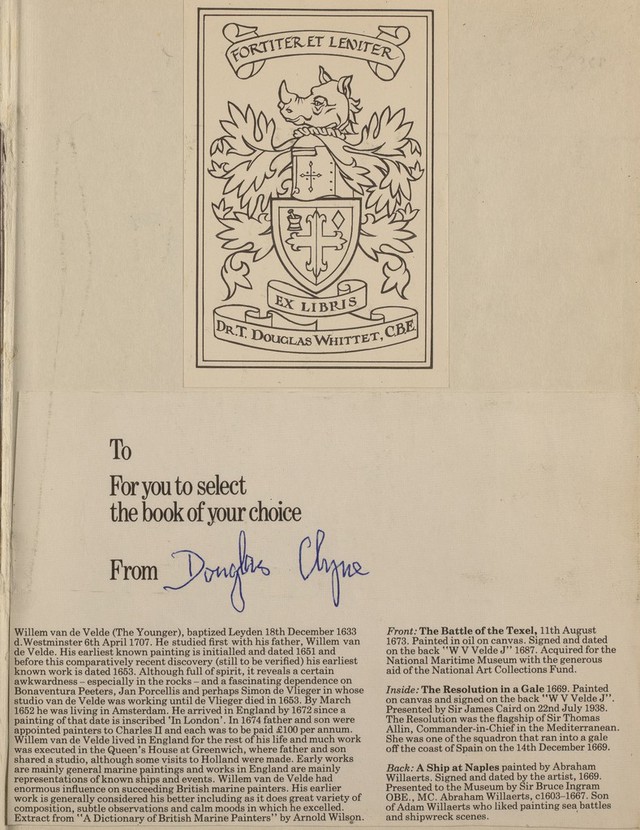 FORTITER ET LENITER
EX LIBRIS
DR. T. DOUGLAS WHITTET, C.B.E.
To
For you to select
the book of your choice
From Douglas Clyne
Willem van de Velde (The Younger), baptized Leyden 18th December 1633
d.Westminster 6th April 1707. He studied first with his father, Willem van
de Velde. His earliest known painting is initialled and dated 1651 and
before this comparatively recent discovery (still to be verified) his earliest
known work is dated 1653. Although full of spirit, it reveals a certain
awkwardness – especially in the rocks – and a fascinating dependence on
Bonaventura Peeters, Jan Porcellis and perhaps Simon de Vlieger in whose
studio van de Velde was working until de Vlieger died in 1653. By March
1652 he was living in Amsterdam. He arrived in England by 1672 since a
painting of that date is inscribed 'In London'. In 1674 father and son were
appointed painters to Charles II and each was to be paid £100 per annum.
Willem van de Velde lived in England for the rest of his life and much work
was executed in the Queen's House at Greenwich, where father and son
shared a studio, although some visits to Holland were made. Early works
are mainly general marine paintings and works in England are mainly
representations of known ships and events. Willem van de Velde had
enormous influence on succeeding British marine painters. His earlier
work is generally considered his better including as it does great variety of
composition, subtle observations and calm moods in which he excelled.
Extract from "A Dictionary of British Marine Painters" by Arnold Wilson.
Front: The Battle of the Texel, 11th August
1673. Painted in oil on canvas. Signed and dated
on the back "W V Velde J" 1687. Acquired for the
National Maritime Museum with the generous
aid of the National Art Collections Fund.
Inside: The Resolution in a Gale 1669. Painted
on canvas and signed on the back "W V Velde J".
Presented by Sir James Caird on 22nd July 1938.
The Resolution was the flagship of Sir Thomas
Allin, Commander-in-Chief in the Mediterranean.
She was one of the squadron that ran into a gale
off the coast of Spain on the 14th December 1669.
Back: A Ship at Naples painted by Abraham
Willaerts. Signed and dated by the artist, 1669.
Presented to the Museum by Sir Bruce Ingram
OBE., MC. Abraham Willaerts, c1603–1667. Son
of Adam Willaerts who liked painting sea battles
and shipwreck scenes.